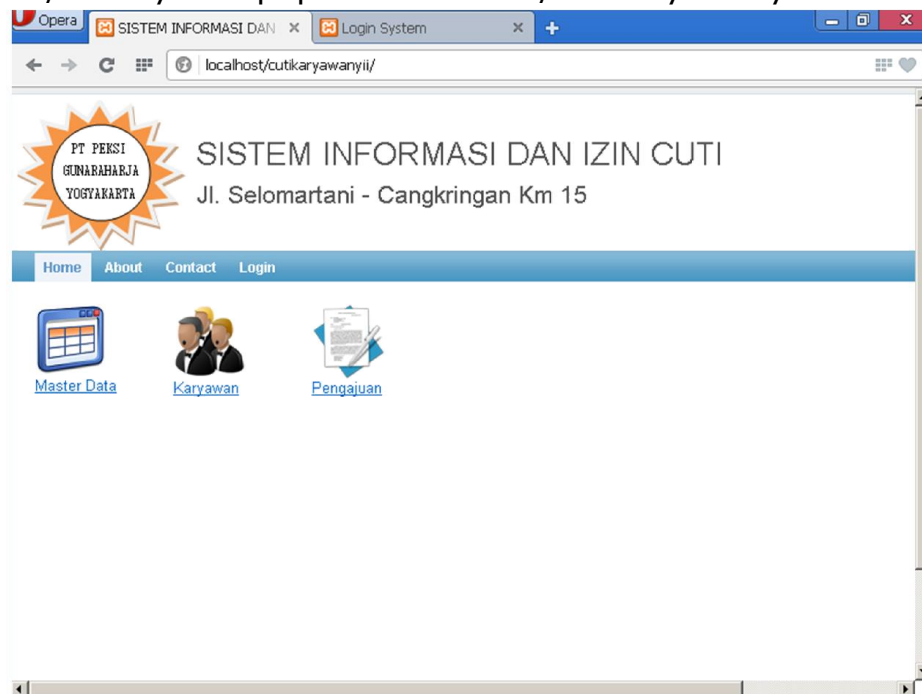 Opera
SISTEM INFORMASI DAN
Login System
localhost/cutikaryawanyii/
PT PEKSI
GUNARAHARJA
YOGYAKARTA
SISTEM INFORMASI DAN IZIN CUTI
Jl. Selomartani - Cangkringan Km 15
Home About Contact Login
Master Data
Karyawan
Pengajuan